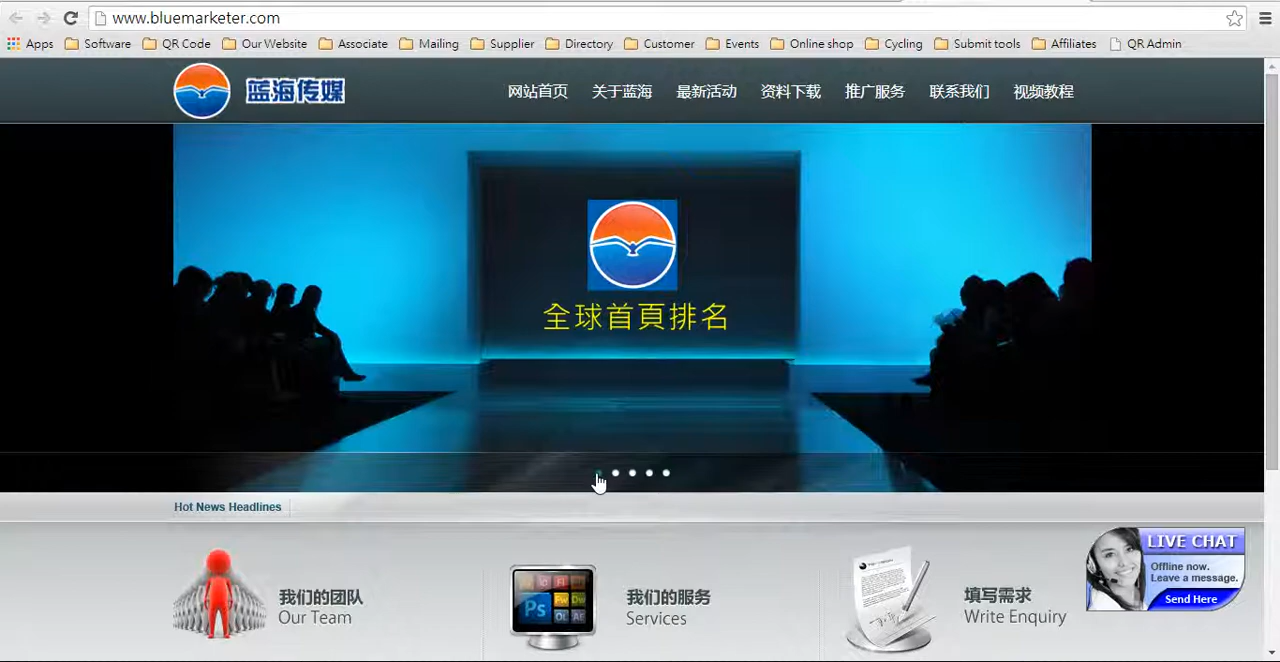 www.bluemarketer.com
Apps Software QR Code Our Website Associate Mailing Supplier Directory Customer Events Online shop Cycling Submit tools Affiliates QR Admin
蓝海传媒 网站首页 关于蓝海 最新活动 资料下载 推广服务 联系我们 视频教程
全球首頁排名
Hot News Headlines
我们的团队
Our Team
Ps
Fw
Dw
我们的服务
Services
填写需求
Write Enquiry
LIVE CHAT
Offline now.
Leave a message.
Send Here